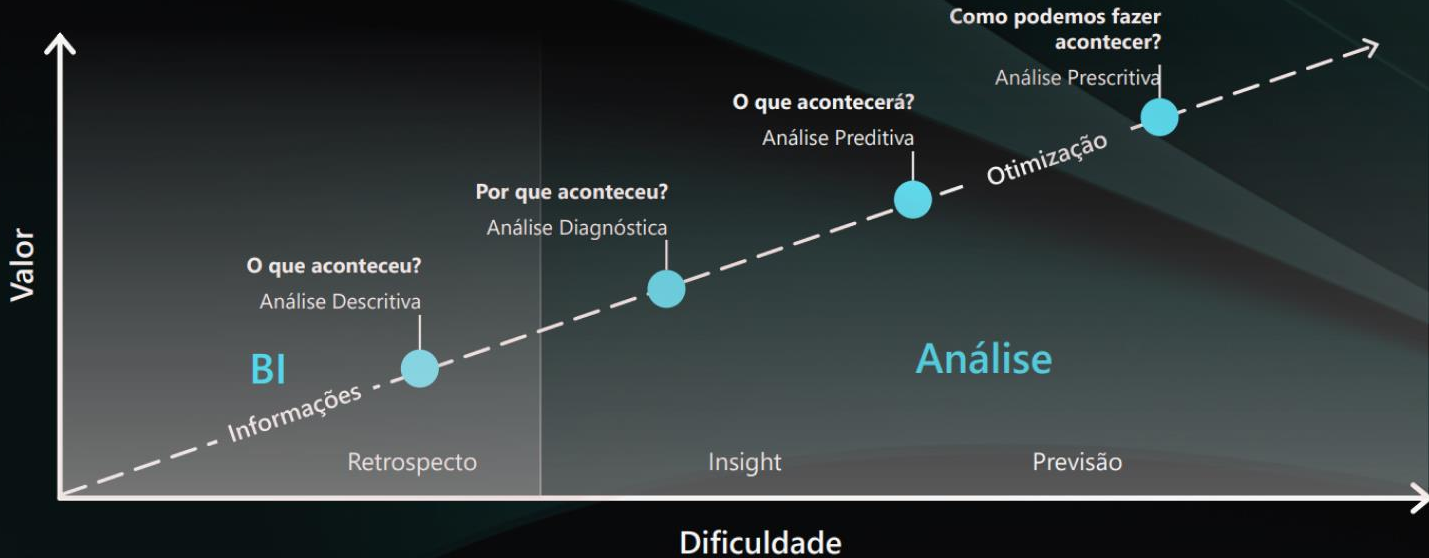 Como podemos fazer
acontecer?
Análise Prescritiva
O que acontecerá?
Análise Preditiva
Otimização
Por que aconteceu?
Análise Diagnóstica
O que aconteceu?
Análise Descritiva
Valor
BI
Análise
Informações
Retrospecto
Insight
Previsão
Dificuldade